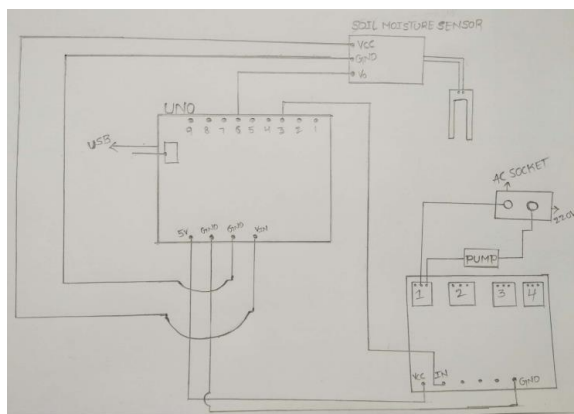 SOIL MOISTURE SENSOR
VCC
GND
V0
UNO
9 8 7 6 5 4 3 2 1
USB
5V GND GND VIN
AC SOCKET
220V
PUMP
1 2 3 4
VCC IN GND